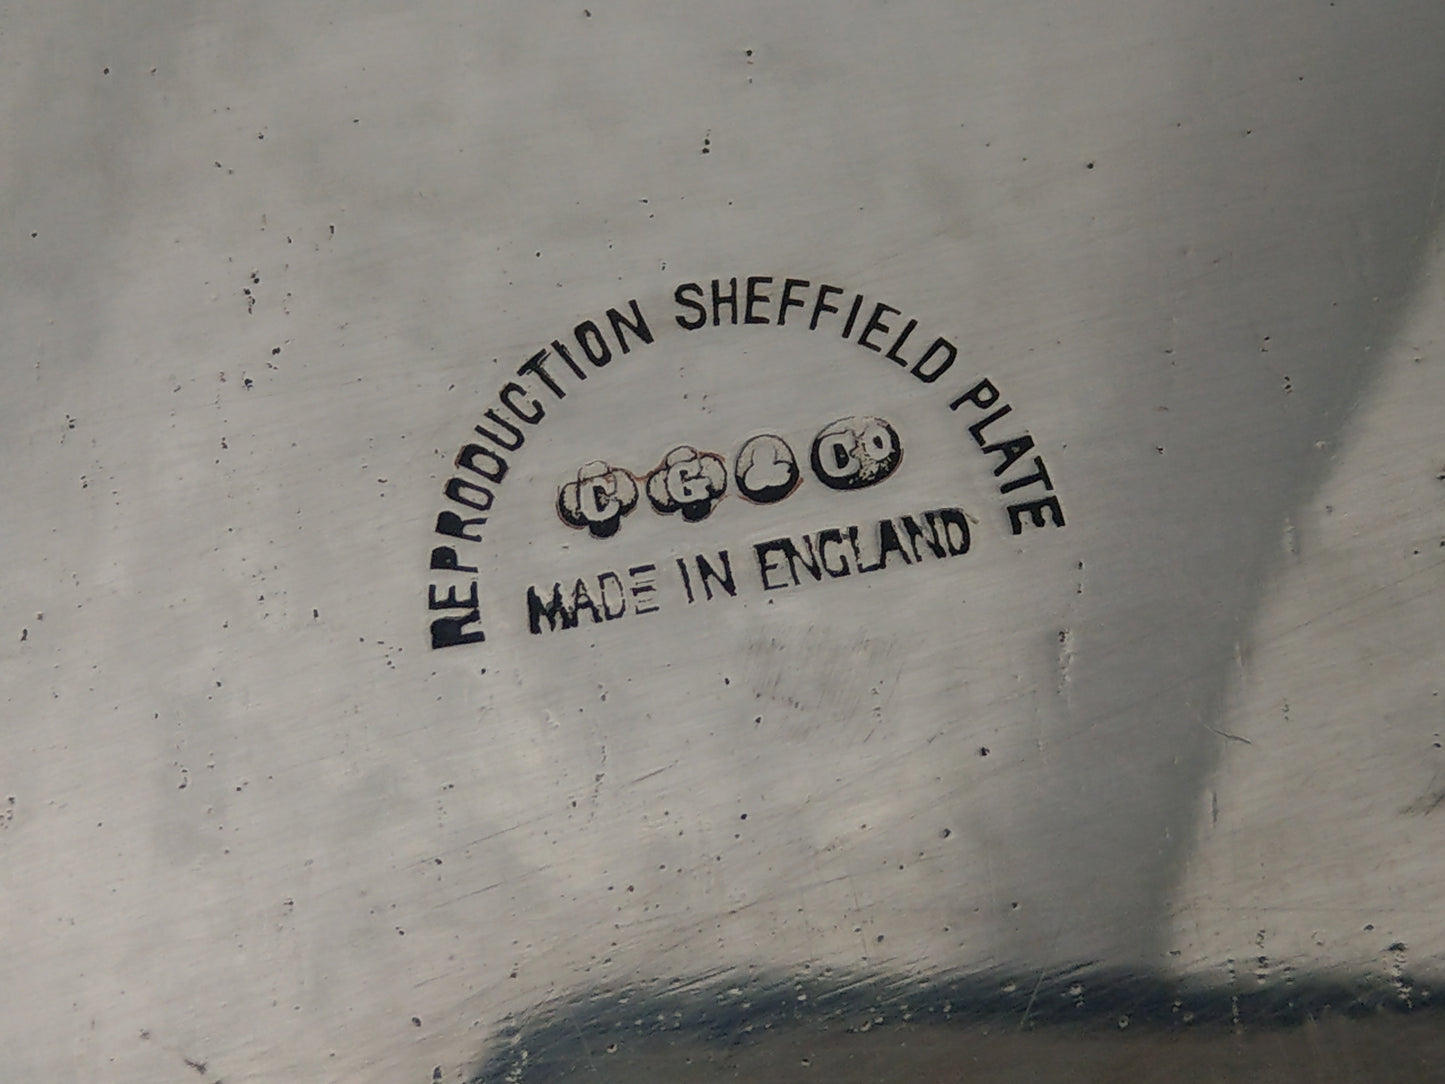 REPRODUCTION SHEFFIELD PLATE
C G & Co
MADE IN ENGLAND